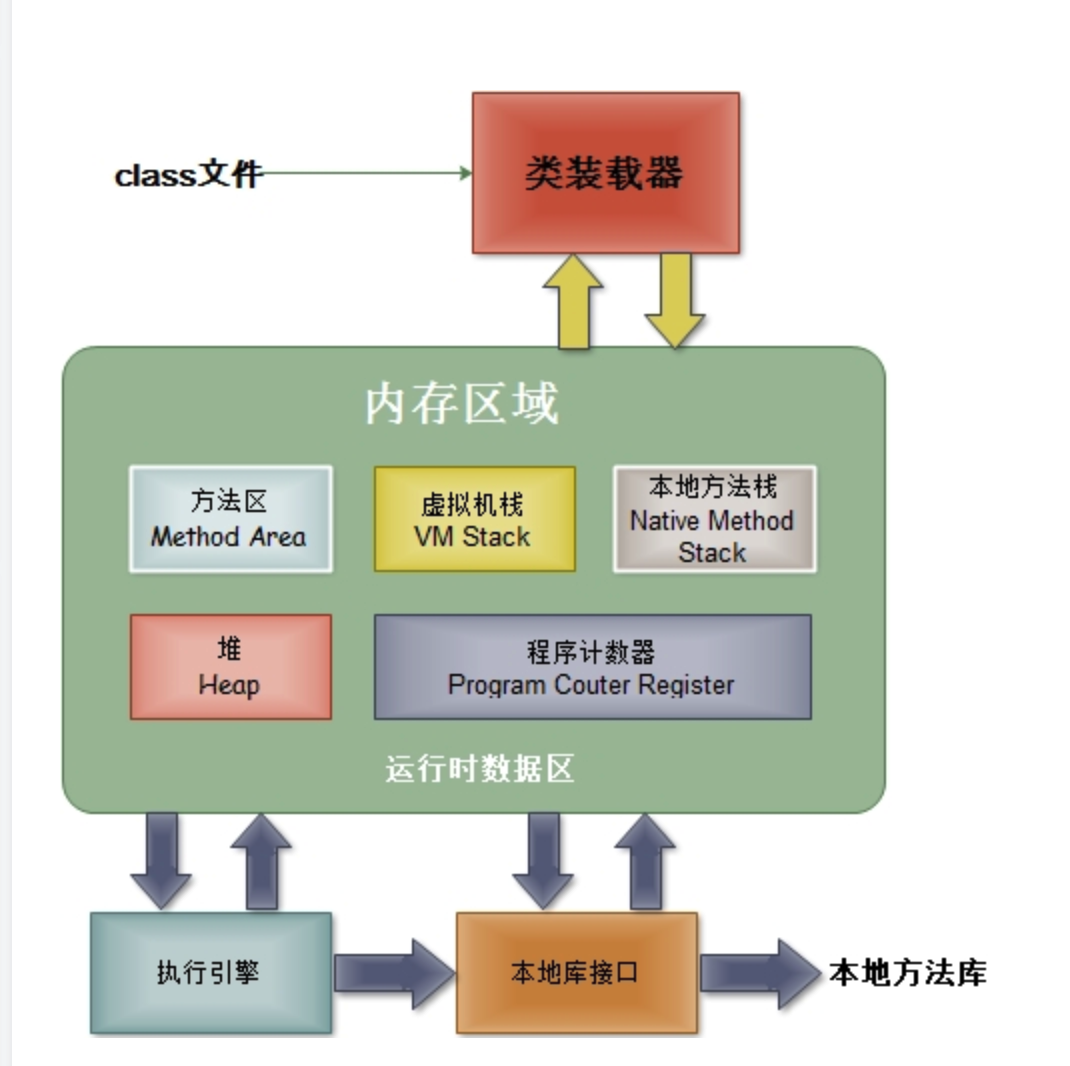 class文件
类装载器
内存区域
方法区
Method Area
虚拟机栈
VM Stack
本地方法栈
Native Method
Stack
堆
Heap
程序计数器
Program Couter Register
运行时数据区
执行引擎
本地库接口
本地方法库